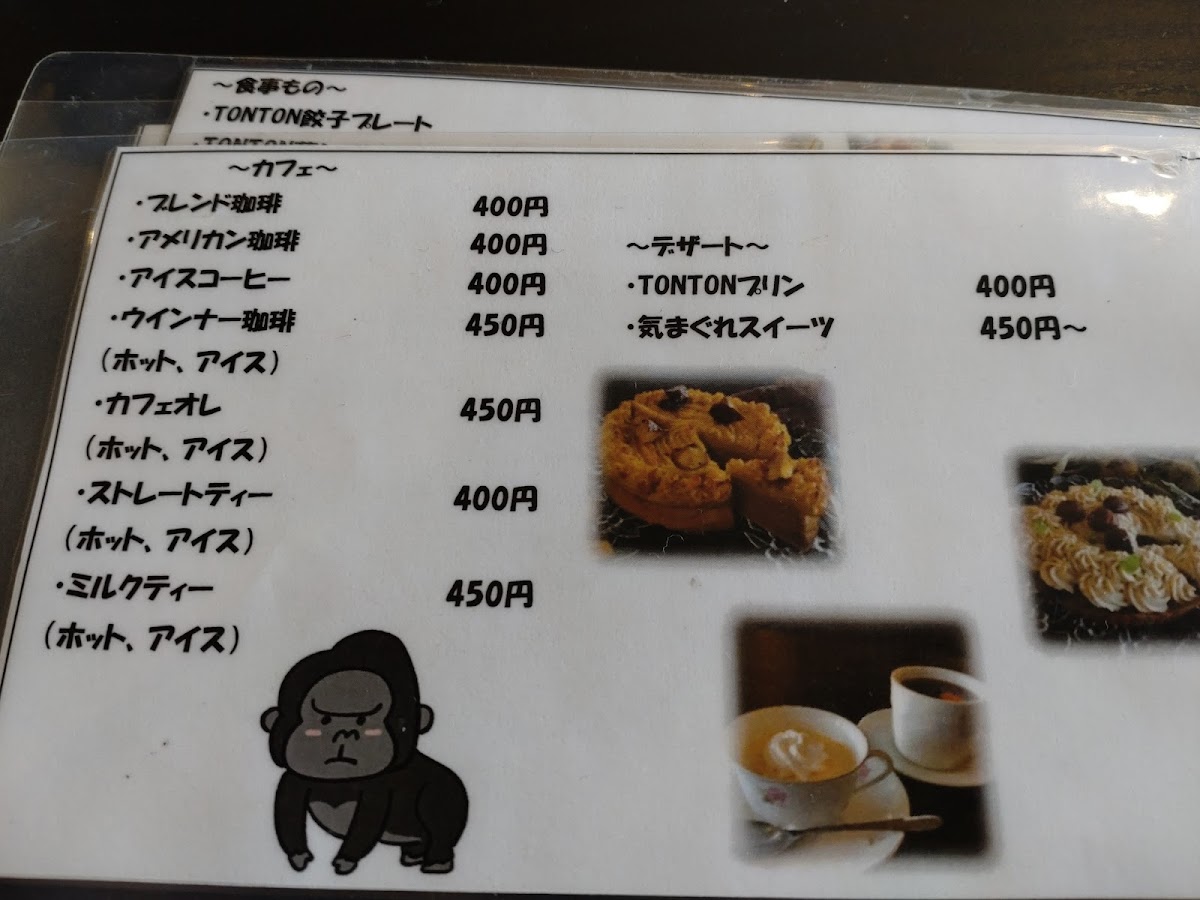 ～食事もの～
・TONTON餃子プレート
・TONTON
～カフェ～
・ブレンド珈琲 400円
・アメリカン珈琲 400円
・アイスコーヒー 400円
・ウインナー珈琲 450円
（ホット、アイス）
・カフェオレ 450円
（ホット、アイス）
・ストレートティー 400円
（ホット、アイス）
・ミルクティー 450円
（ホット、アイス）
～デザート～
・TONTONプリン 400円
・気まぐれスイーツ 450円～